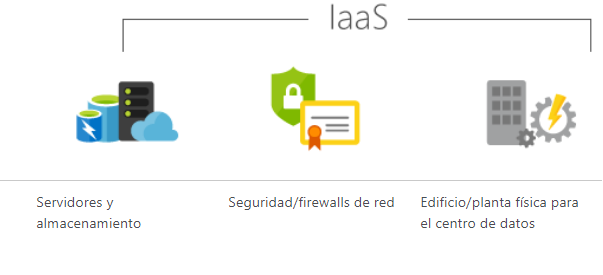 IaaS
Servidores y
almacenamiento
Seguridad/firewalls de red
Edificio/planta física para
el centro de datos